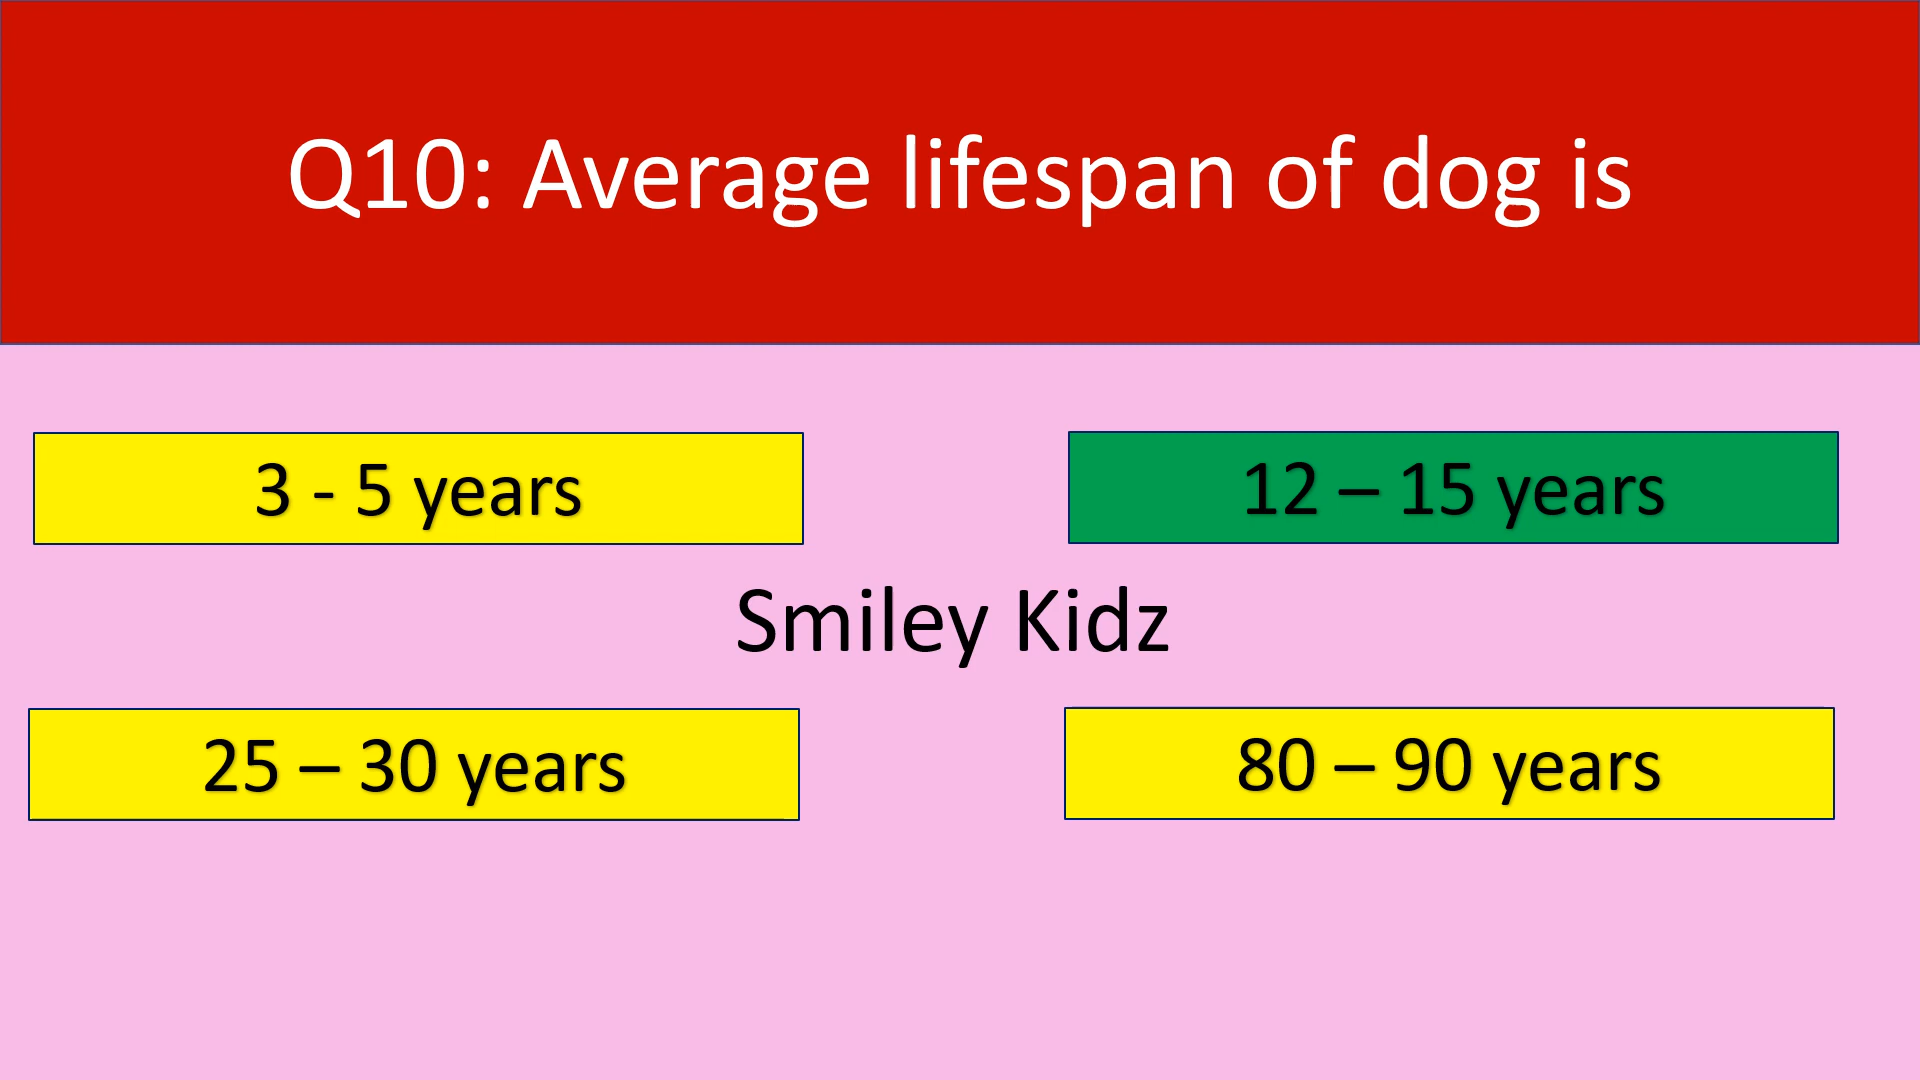 Q10: Average lifespan of dog is
3 - 5 years
12 – 15 years
Smiley Kidz
25 – 30 years
80 – 90 years